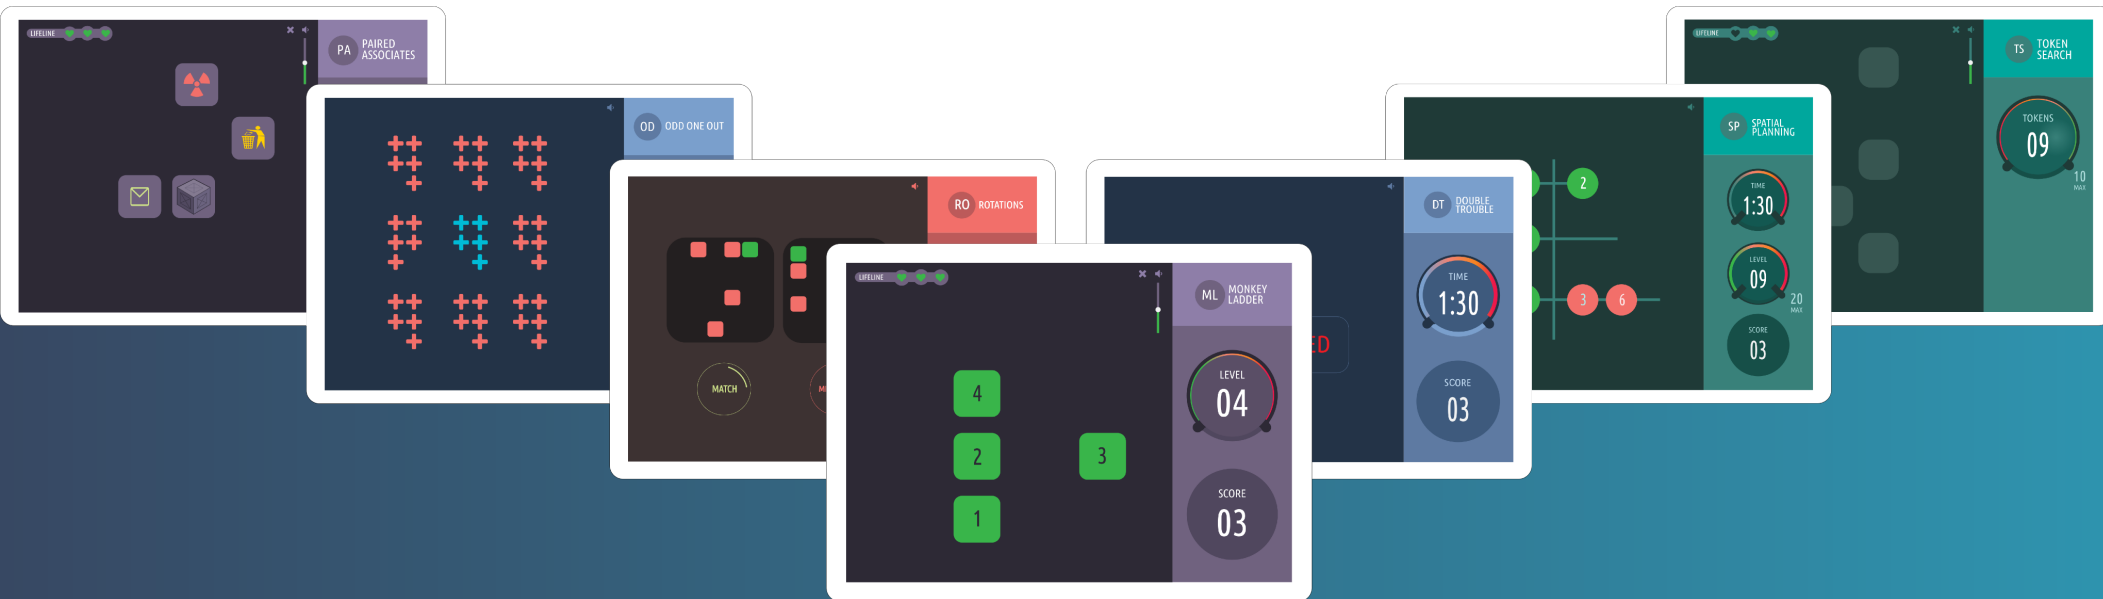 LIFELINE
PA
PAIRED
ASSOCIATES
OD
ODD ONE OUT
RO
ROTATIONS
MATCH
LIFELINE
ML
MONKEY
LADDER
LEVEL
04
SCORE
03
4
2
3
1
DT
DOUBLE
TROUBLE
TIME
1:30
SCORE
03
ED
SP
SPATIAL
PLANNING
TIME
1:30
LEVEL
09
20
MAX
SCORE
03
2
3
6
LIFELINE
TS
TOKEN
SEARCH
TOKENS
09
10
MAX